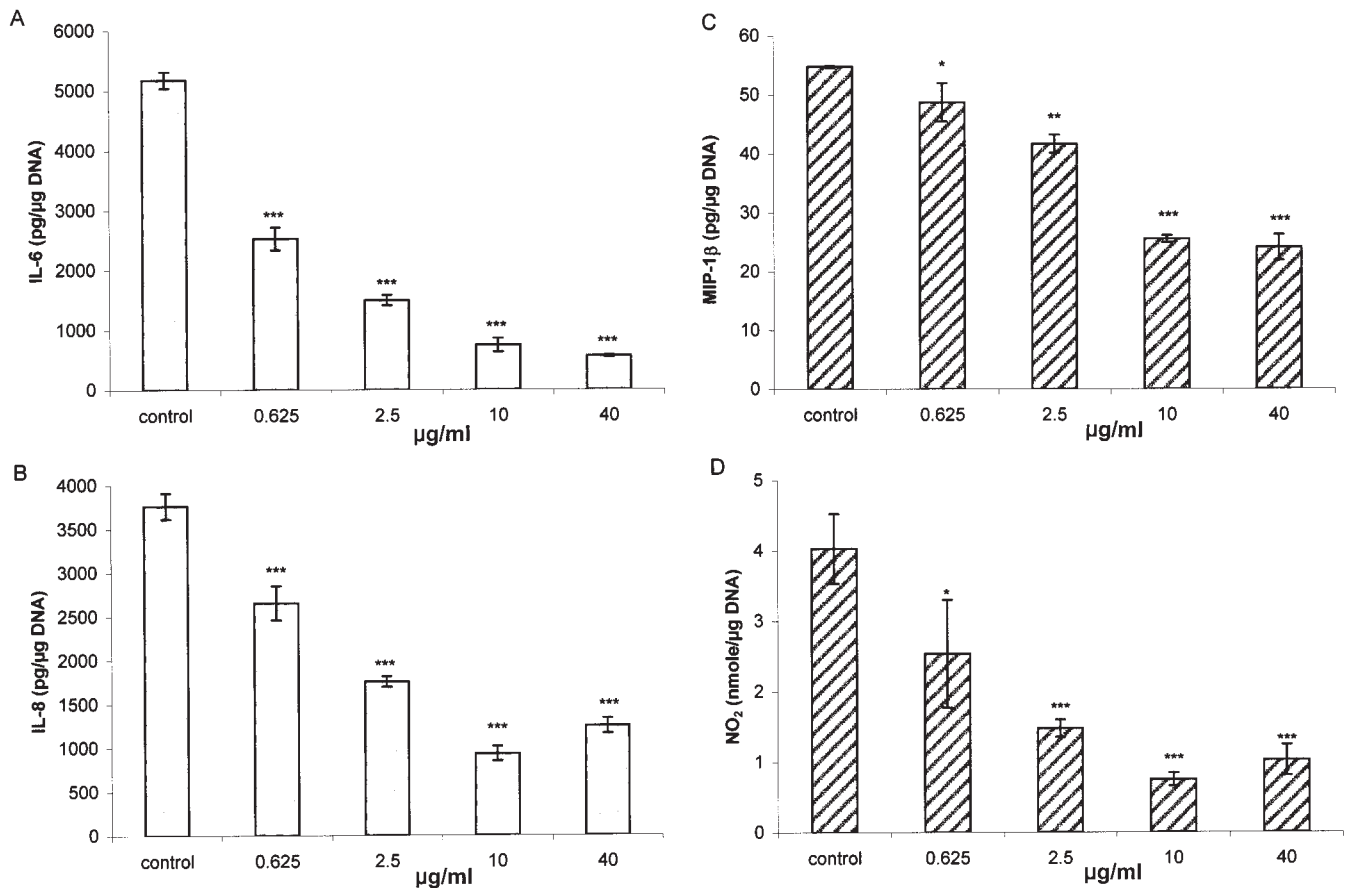 A
IL-6 (pg/µg DNA)
6000
5000
4000
3000
2000
1000
0
***
***
***
***
control 0.625 2.5 10 40
µg/ml
B
IL-8 (pg/µg DNA)
4000
3500
3000
2500
2000
1500
1000
500
0
***
***
***
***
control 0.625 2.5 10 40
µg/ml
C
MIP-1β (pg/µg DNA)
60
50
40
30
20
10
0
*
**
***
***
control 0.625 2.5 10 40
µg/ml
D
NO₂ (nmole/µg DNA)
5
4
3
2
1
0
*
***
***
***
control 0.625 2.5 10 40
µg/ml